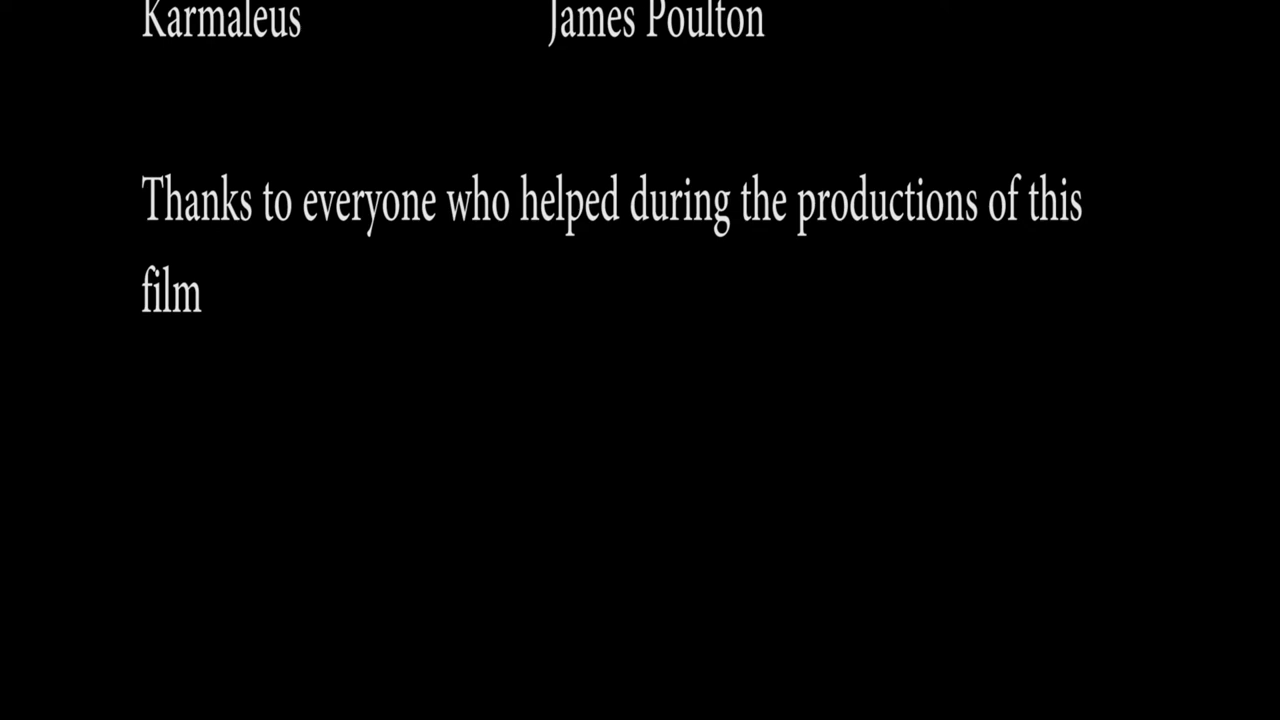 Karmaleus James Poulton
Thanks to everyone who helped during the productions of this
film